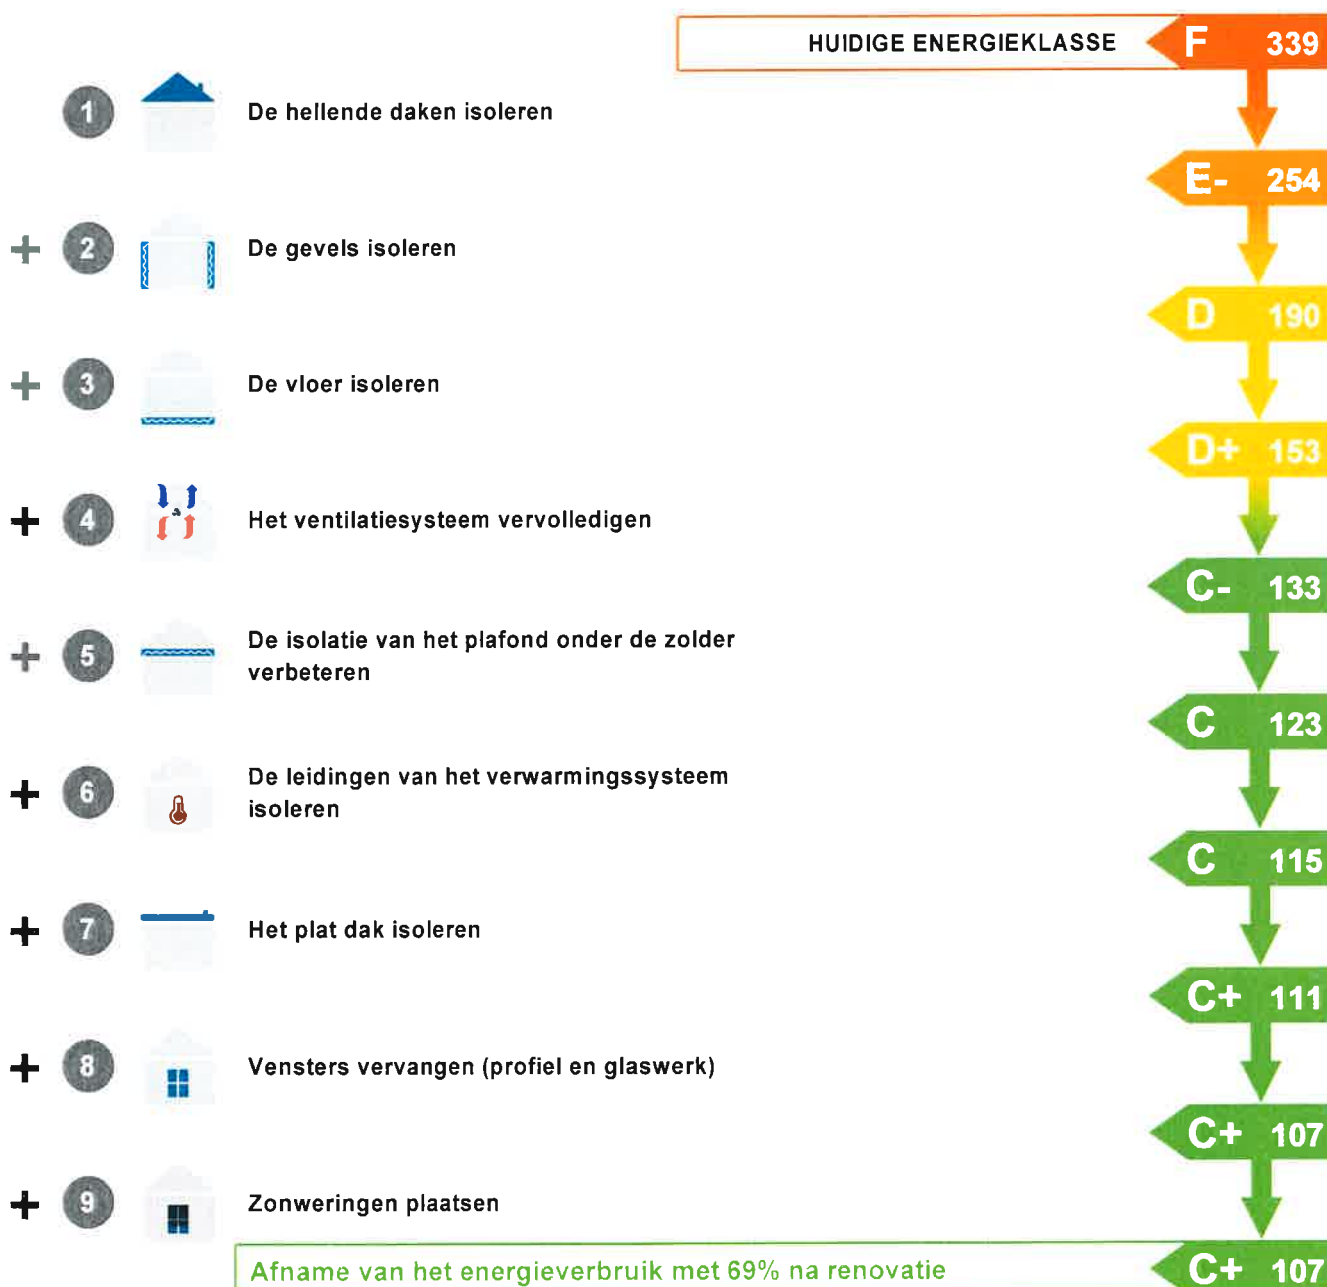 HUIDIGE ENERGIEKLASSE F 339
1 De hellende daken isoleren
E- 254
+ 2 De gevels isoleren
D 190
+ 3 De vloer isoleren
D+ 153
+ 4 Het ventilatiesysteem vervolledigen
C- 133
+ 5 De isolatie van het plafond onder de zolder
verbeteren
C 123
+ 6 De leidingen van het verwarmingssysteem
isoleren
C 115
+ 7 Het plat dak isoleren
C+ 111
+ 8 Vensters vervangen (profiel en glaswerk)
C+ 107
+ 9 Zonweringen plaatsen
Afname van het energieverbruik met 69% na renovatie C+ 107